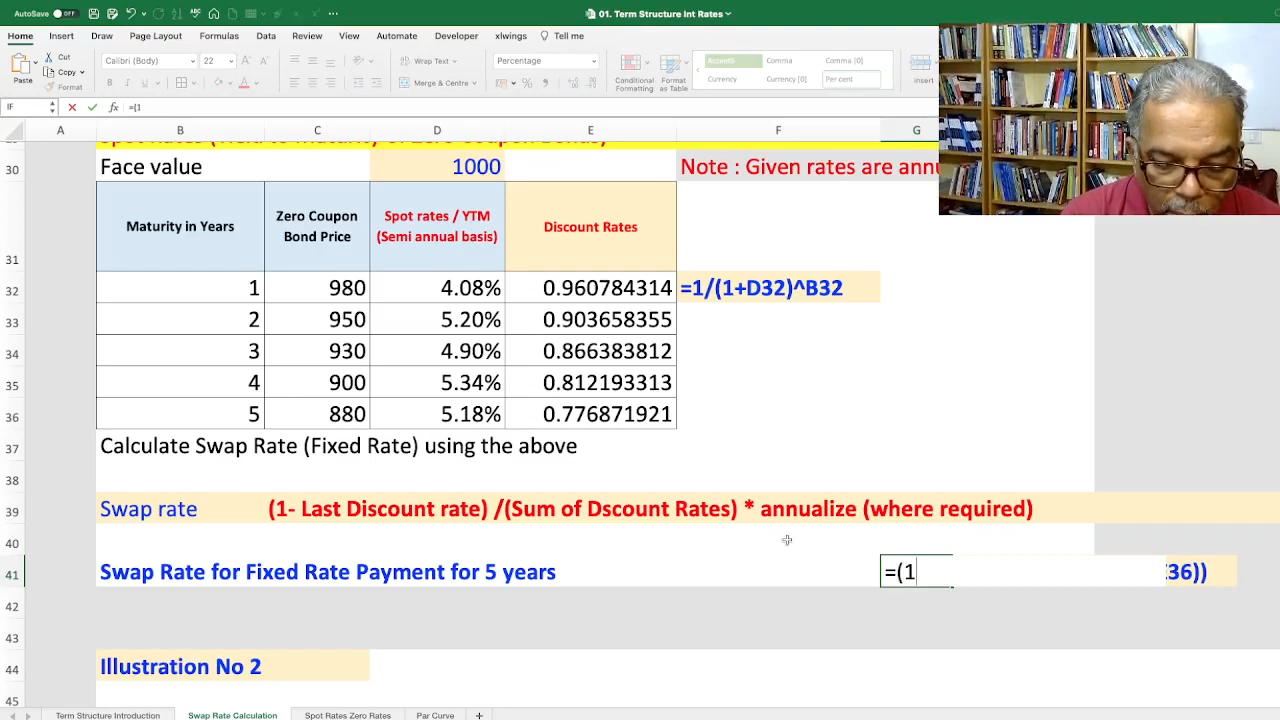 AutoSave OFF
01. Term Structure Int Rates
Home Insert Draw Page Layout Formulas Data Review View Automate Developer xlwings Tell me
Paste Cut Copy Format
Calibri (Body) 22
Wrap Text
Merge & Centre
Percentage
Conditional Formatting
Format as Table
Accent6 Comma Comma [0]
Currency Currency [0] Per cent
Insert
IF fx =(1
A B C D E F G
30 Face value 1000 Note : Given rates are annu
31 Maturity in Years Zero Coupon Bond Price Spot rates / YTM (Semi annual basis) Discount Rates
32 1 980 4.08% 0.960784314 =1/(1+D32)^B32
33 2 950 5.20% 0.903658355
34 3 930 4.90% 0.866383812
35 4 900 5.34% 0.812193313
36 5 880 5.18% 0.776871921
37 Calculate Swap Rate (Fixed Rate) using the above
38
39 Swap rate (1- Last Discount rate) /(Sum of Dscount Rates) * annualize (where required)
40
41 Swap Rate for Fixed Rate Payment for 5 years =(1 36))
42
43
44 Illustration No 2
45
Term Structure Introduction Swap Rate Calculation Spot Rates Zero Rates Par Curve +